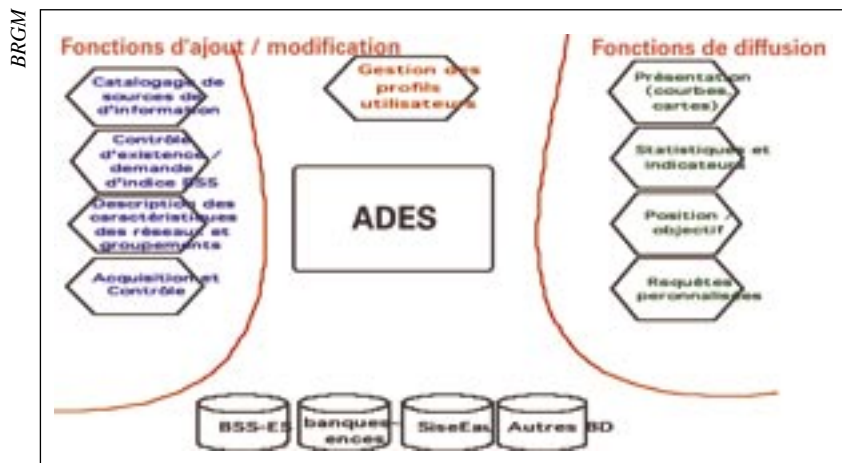 BRGM
Fonctions d'ajout / modification
Catalogage de
sources de
d'information
Contrôle
d'existence /
demande
d'indice BSS
Description des
caractéristiques
des réseaux et
groupements
Acquisition et
Contrôle
Gestion des
profils
utilisateurs
ADES
Fonctions de diffusion
Présentation
(courbes,
cartes)
Statistiques et
indicateurs
Position /
objectif
Requêtes
peronnalisées
BSS-ES
banques-
ences
SiseEau
Autres BD